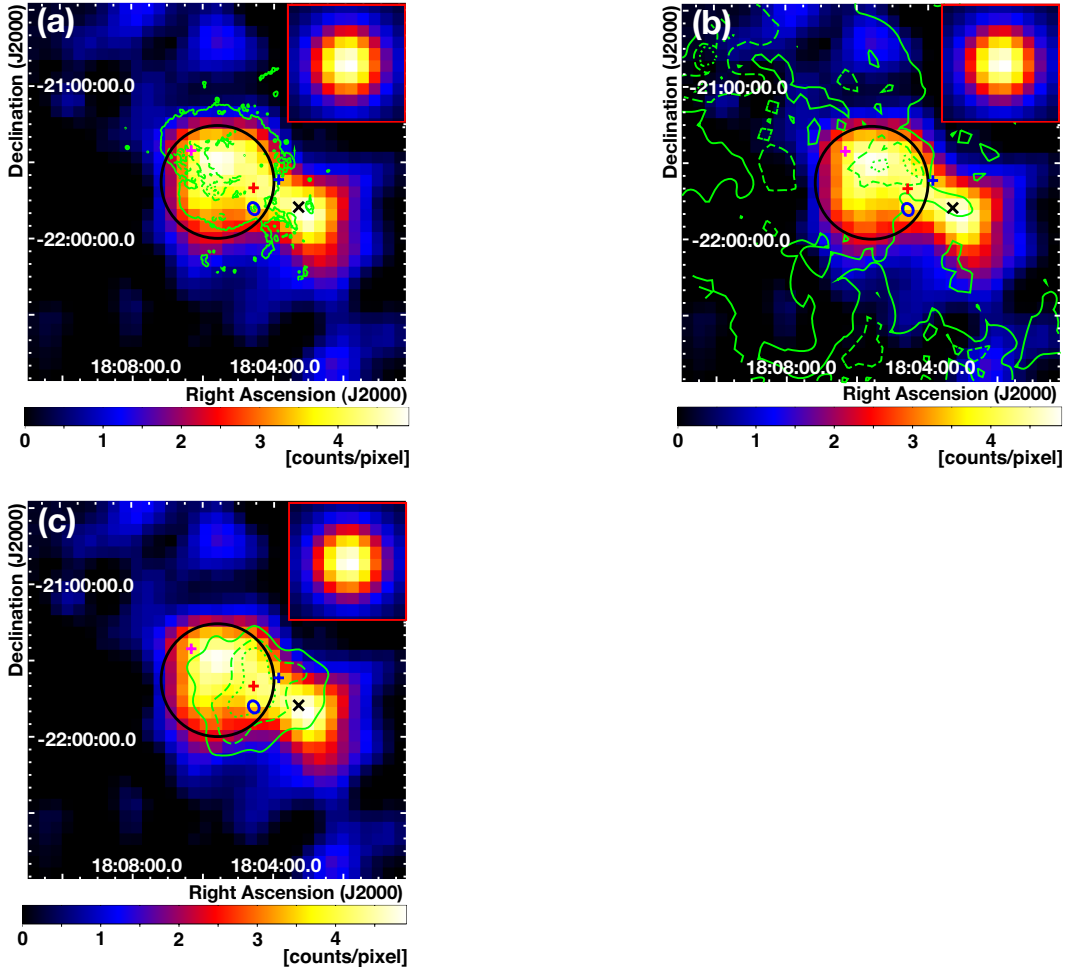 (a)
Declination (J2000)
-21:00:00.0
-22:00:00.0
18:08:00.0 18:04:00.0
Right Ascension (J2000)
0 1 2 3 4
[counts/pixel]
(b)
Declination (J2000)
-21:00:00.0
-22:00:00.0
18:08:00.0 18:04:00.0
Right Ascension (J2000)
0 1 2 3 4
[counts/pixel]
(c)
Declination (J2000)
-21:00:00.0
-22:00:00.0
18:08:00.0 18:04:00.0
Right Ascension (J2000)
0 1 2 3 4
[counts/pixel]